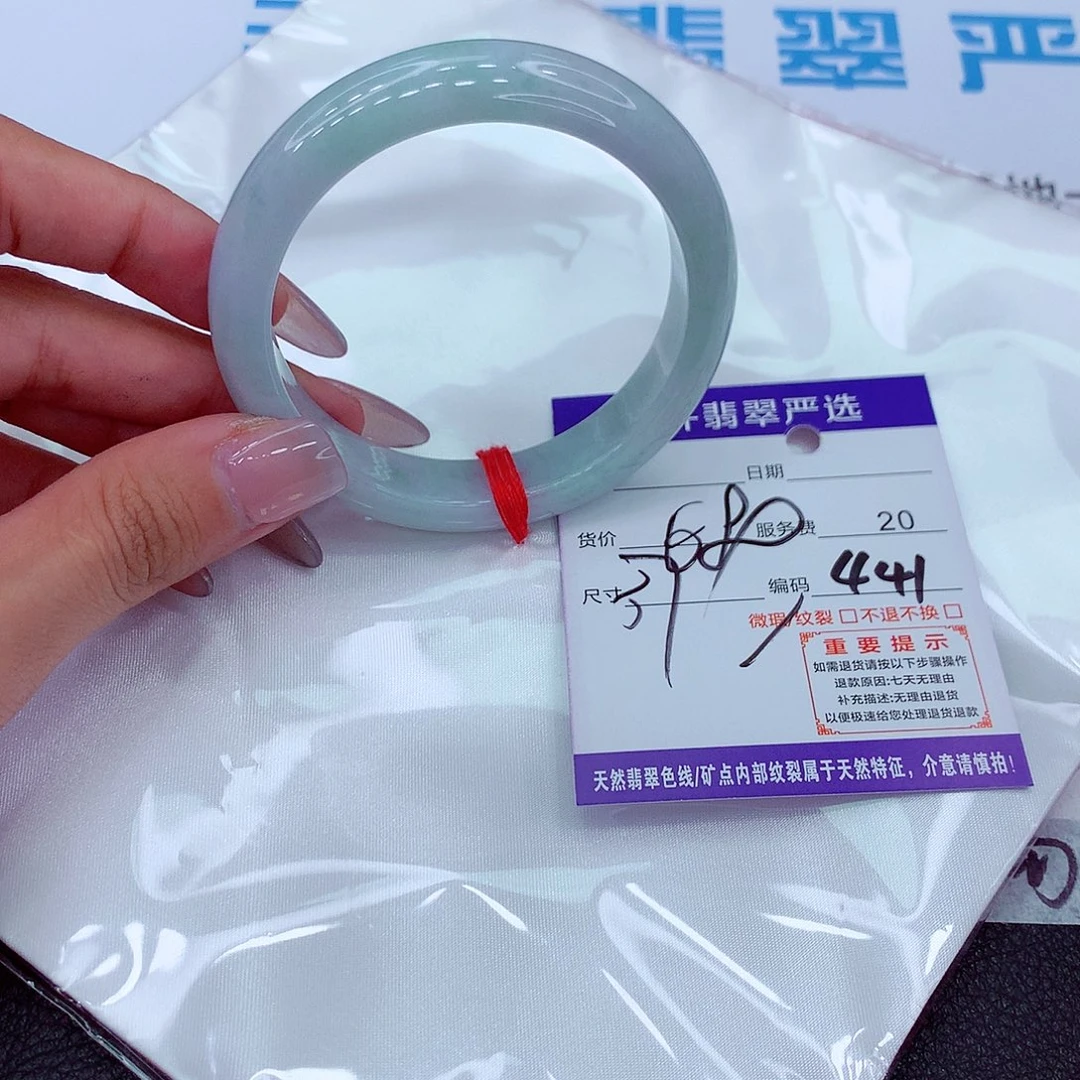 翡翠严
翡翠严选
日期
货价 680 服务费 20
尺寸 编码 441
微瑕/纹裂 □ 不退不换 □
重要提示
如需退货请按以下步骤操作
退款原因:七天无理由
补充描述:无理由退货
以便极速给您处理退货退款
天然翡翠色线/矿点内部纹裂属于天然特征，介意请慎拍!